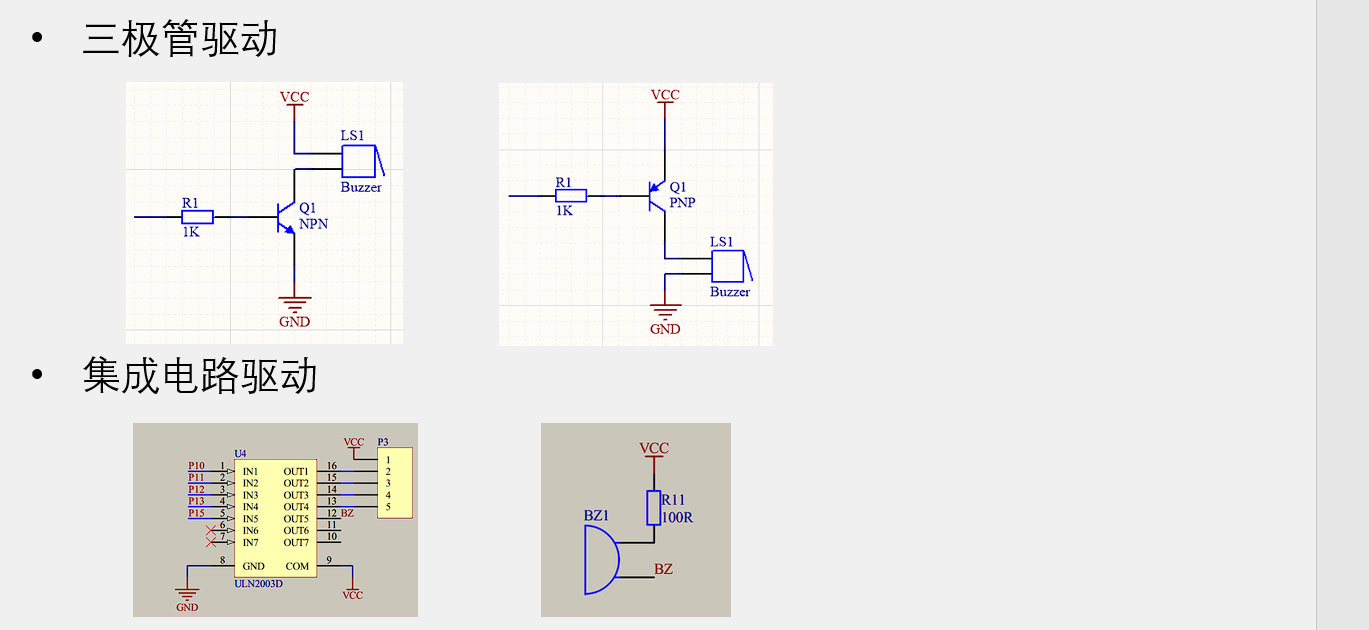 • 三极管驱动
VCC
LS1
Buzzer
R1
1K
Q1
NPN
GND
VCC
R1
1K
Q1
PNP
LS1
Buzzer
GND
• 集成电路驱动
VCC P3
U4
P10 1 IN1 OUT1 16 1
P11 2 IN2 OUT2 15 2
P12 3 IN3 OUT3 14 3
P13 4 IN4 OUT4 13 4
P15 5 IN5 OUT5 12 BZ 5
6 IN6 OUT6 11
7 IN7 OUT7 10
8 GND COM 9
ULN2003D
GND
VCC
VCC
R11
100R
BZ1
BZ